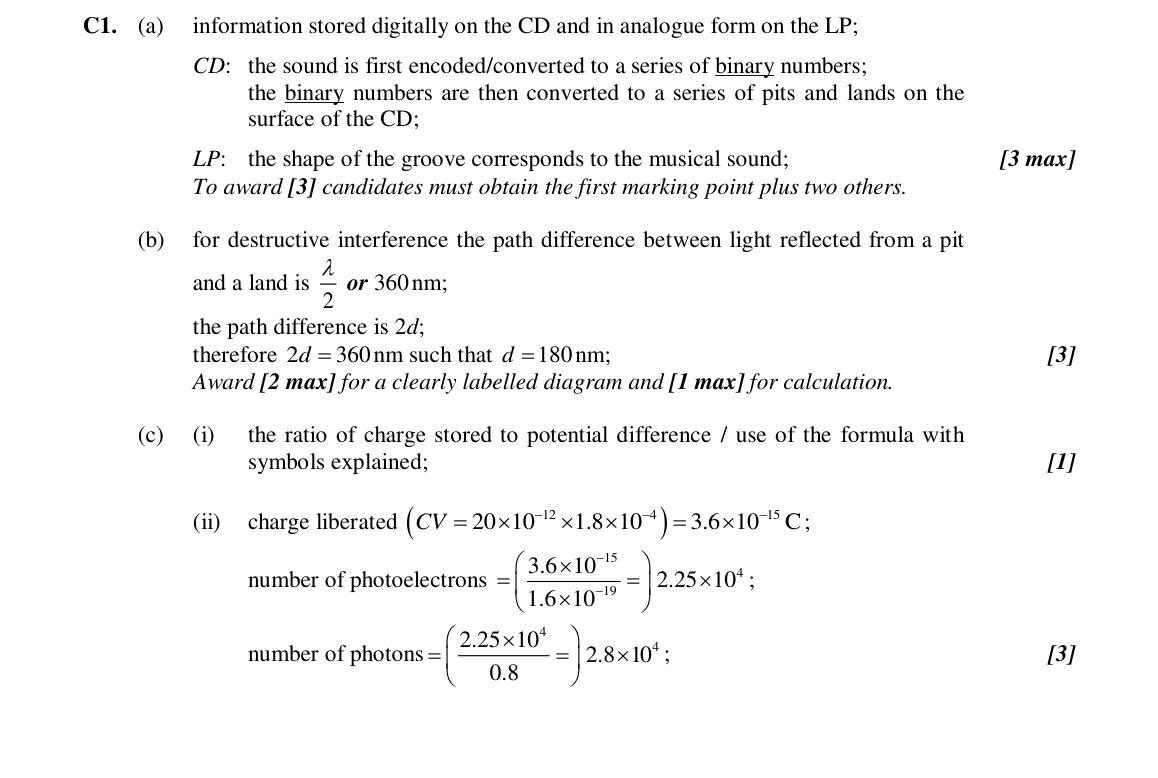 C1. (a) information stored digitally on the CD and in analogue form on the LP;
CD: the sound is first encoded/converted to a series of binary numbers;
the binary numbers are then converted to a series of pits and lands on the
surface of the CD;
LP: the shape of the groove corresponds to the musical sound; [3 max]
To award [3] candidates must obtain the first marking point plus two others.
(b) for destructive interference the path difference between light reflected from a pit
and a land is λ/2 or 360 nm;
the path difference is 2d;
therefore 2d = 360 nm such that d = 180 nm; [3]
Award [2 max] for a clearly labelled diagram and [1 max] for calculation.
(c) (i) the ratio of charge stored to potential difference / use of the formula with
symbols explained; [1]
(ii) charge liberated (CV = 20×10⁻¹² ×1.8×10⁻⁴) = 3.6×10⁻¹⁵ C;
number of photoelectrons = (3.6×10⁻¹⁵/1.6×10⁻¹⁹ =) 2.25×10⁴;
number of photons = (2.25×10⁴/0.8 =) 2.8×10⁴; [3]